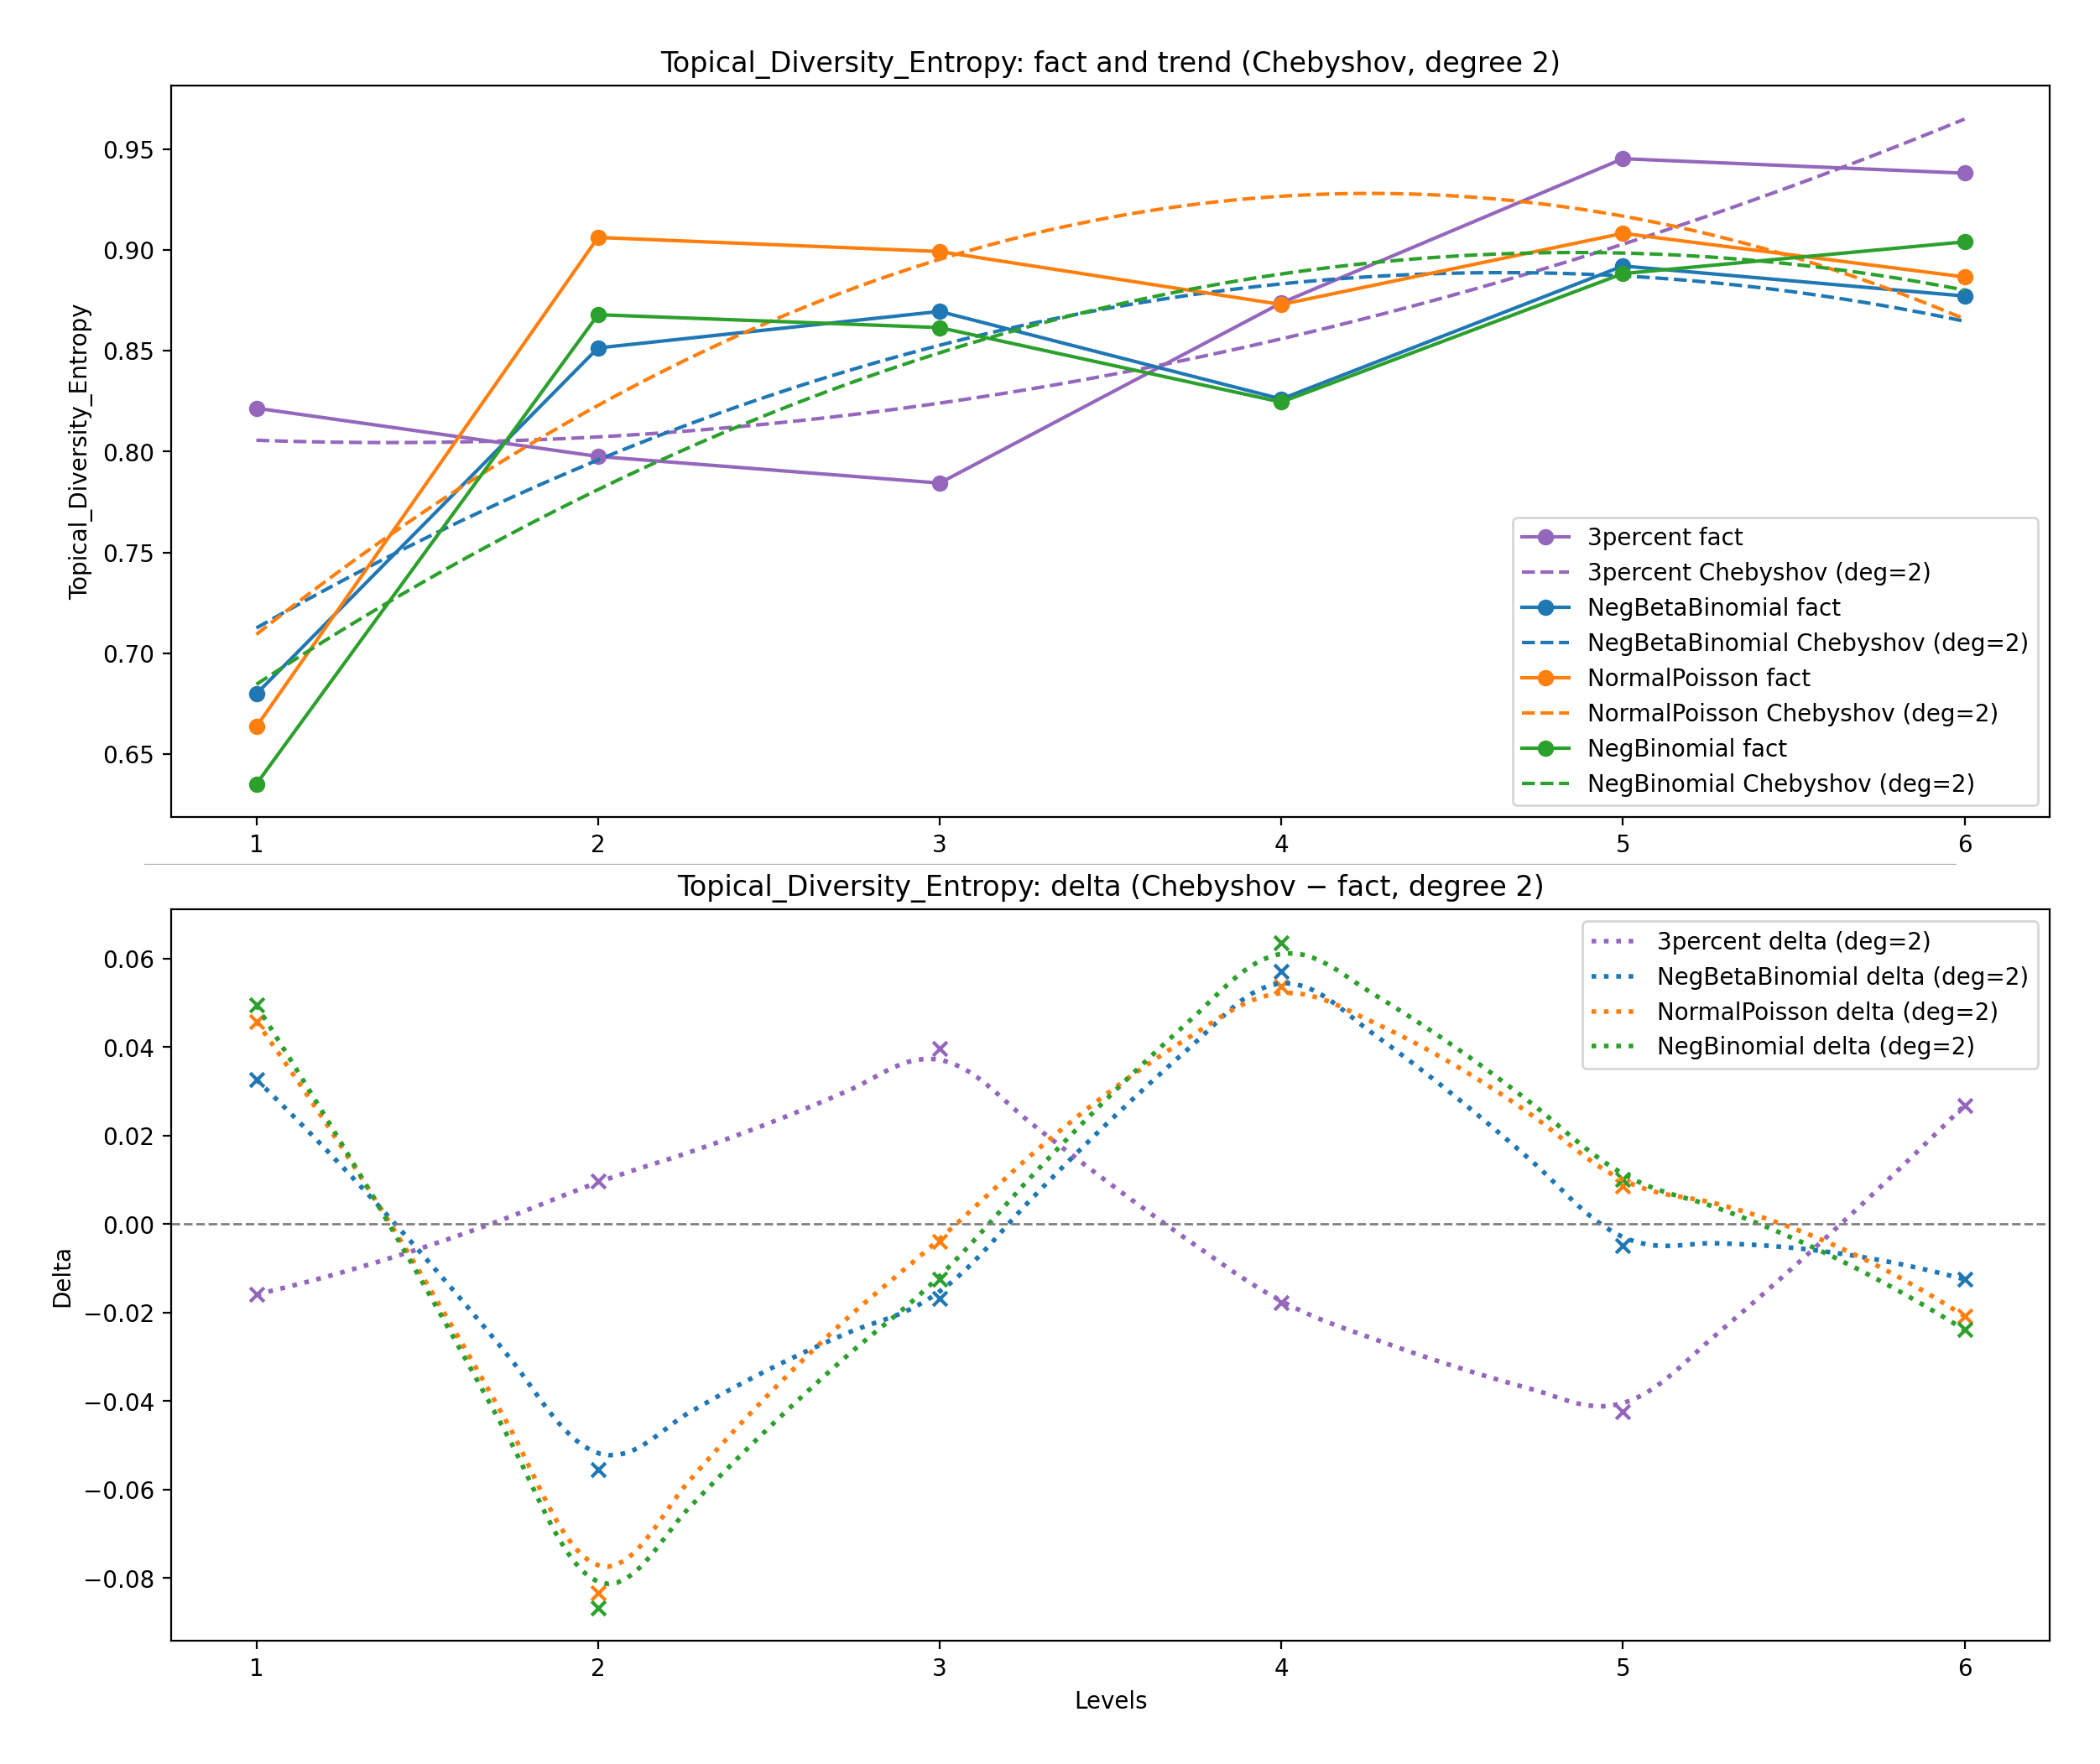 Topical_Diversity_Entropy: fact and trend (Chebyshov, degree 2)
Topical_Diversity_Entropy
0.95
0.90
0.85
0.80
0.75
0.70
0.65
3percent fact
3percent Chebyshov (deg=2)
NegBetaBinomial fact
NegBetaBinomial Chebyshov (deg=2)
NormalPoisson fact
NormalPoisson Chebyshov (deg=2)
NegBinomial fact
NegBinomial Chebyshov (deg=2)
1 2 3 4 5 6
Topical_Diversity_Entropy: delta (Chebyshov − fact, degree 2)
Delta
0.06
0.04
0.02
0.00
−0.02
−0.04
−0.06
−0.08
3percent delta (deg=2)
NegBetaBinomial delta (deg=2)
NormalPoisson delta (deg=2)
NegBinomial delta (deg=2)
1 2 3 4 5 6
Levels